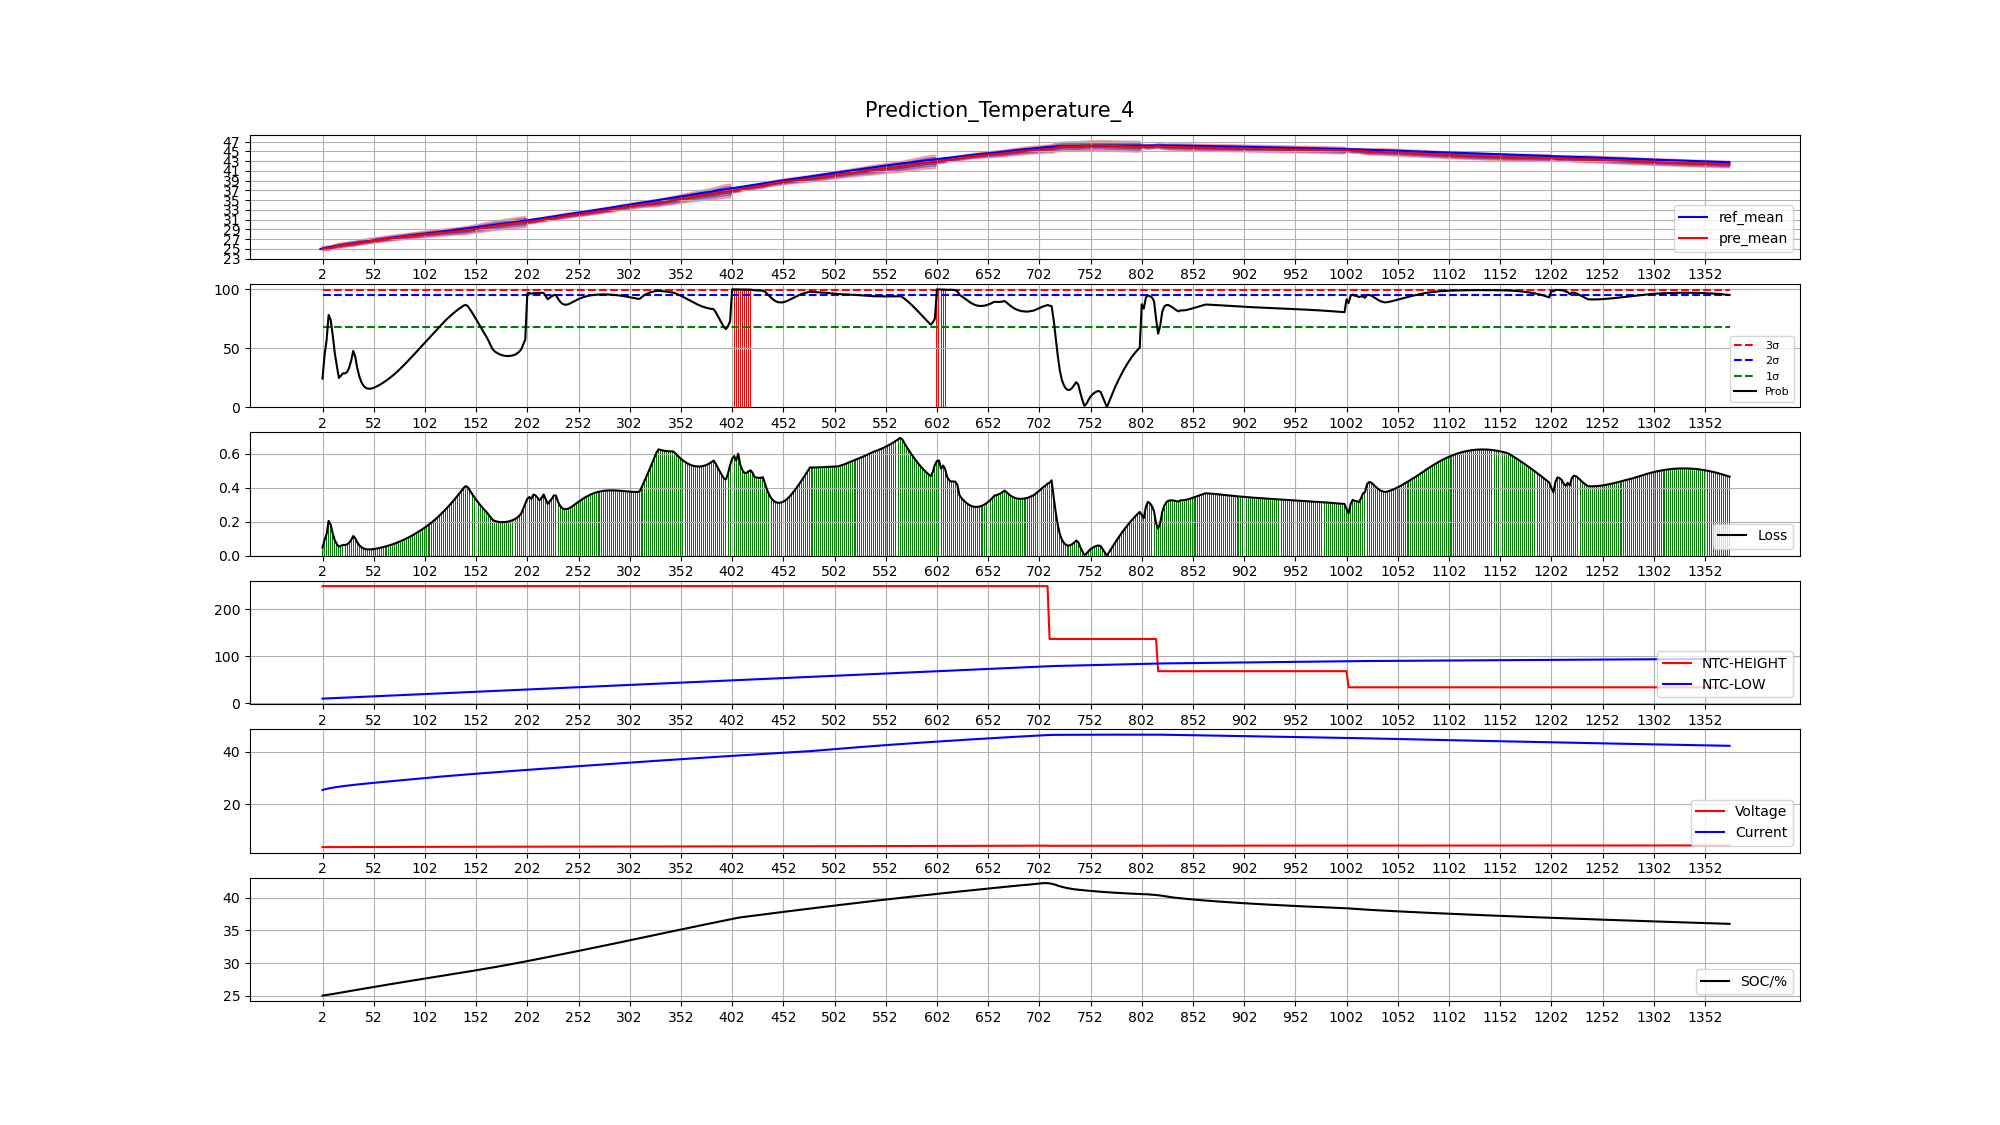 Prediction_Temperature_4
47
45
43
41
39
37
35
33
31
29
27
25
23
2 52 102 152 202 252 302 352 402 452 502 552 602 652 702 752 802 852 902 952 1002 1052 1102 1152 1202 1252 1302 1352
ref_mean
pre_mean
100
50
0
2 52 102 152 202 252 302 352 402 452 502 552 602 652 702 752 802 852 902 952 1002 1052 1102 1152 1202 1252 1302 1352
3σ
2σ
1σ
Prob
0.6
0.4
0.2
0.0
2 52 102 152 202 252 302 352 402 452 502 552 602 652 702 752 802 852 902 952 1002 1052 1102 1152 1202 1252 1302 1352
Loss
200
100
0
2 52 102 152 202 252 302 352 402 452 502 552 602 652 702 752 802 852 902 952 1002 1052 1102 1152 1202 1252 1302 1352
NTC-HEIGHT
NTC-LOW
40
20
2 52 102 152 202 252 302 352 402 452 502 552 602 652 702 752 802 852 902 952 1002 1052 1102 1152 1202 1252 1302 1352
Voltage
Current
40
35
30
25
2 52 102 152 202 252 302 352 402 452 502 552 602 652 702 752 802 852 902 952 1002 1052 1102 1152 1202 1252 1302 1352
SOC/%